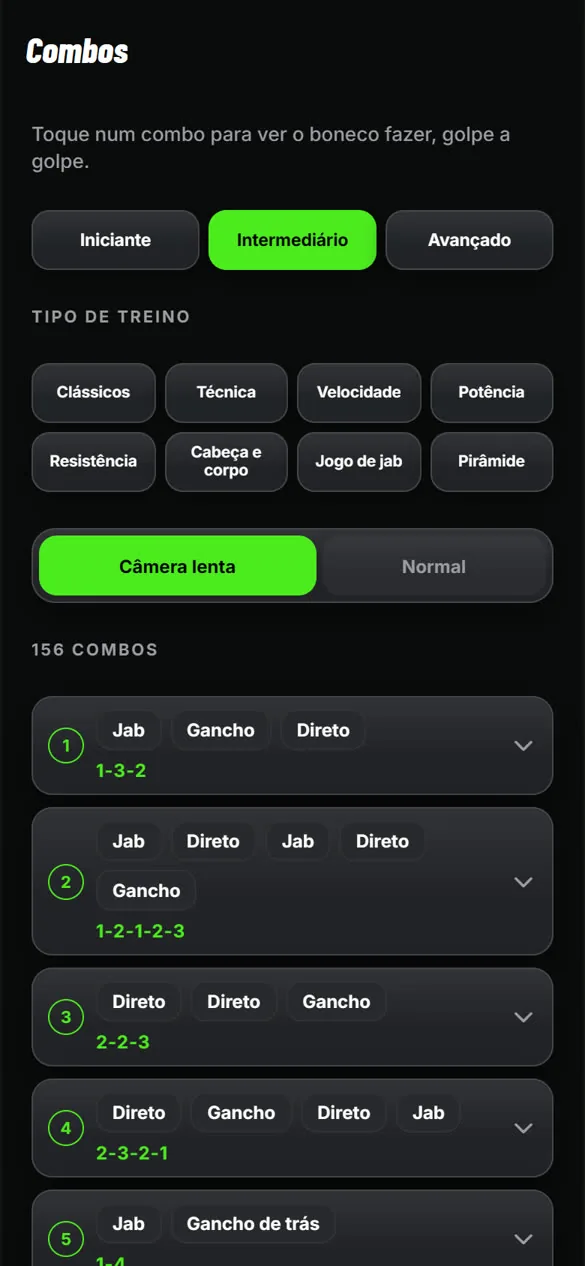 Combos
Toque num combo para ver o boneco fazer, golpe a
golpe.
Iniciante Intermediário Avançado
TIPO DE TREINO
Clássicos Técnica Velocidade Potência
Resistência Cabeça e corpo Jogo de jab Pirâmide
Câmera lenta Normal
156 COMBOS
1 Jab Gancho Direto
1-3-2
Jab Direto Jab Direto
2 Gancho
1-2-1-2-3
3 Direto Direto Gancho
2-2-3
4 Direto Gancho Direto Jab
2-3-2-1
5 Jab Gancho de trás
1-4